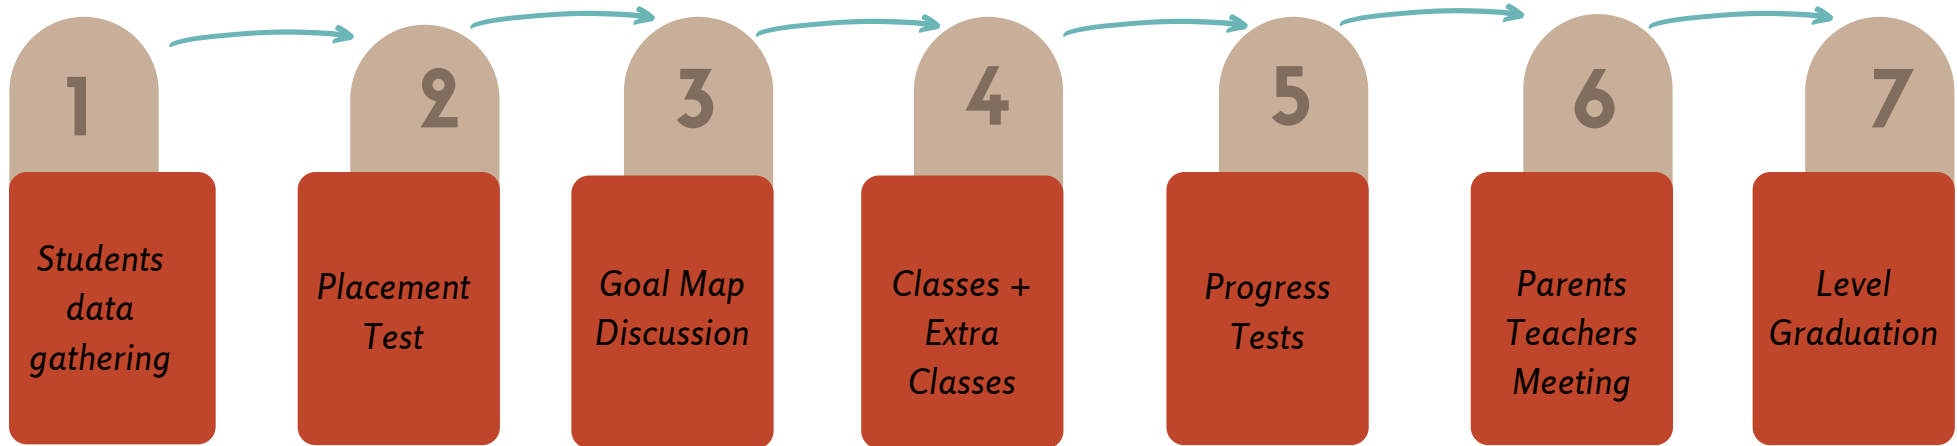 1
Students
data
gathering
2
Placement
Test
3
Goal Map
Discussion
4
Classes +
Extra
Classes
5
Progress
Tests
6
Parents
Teachers
Meeting
7
Level
Graduation